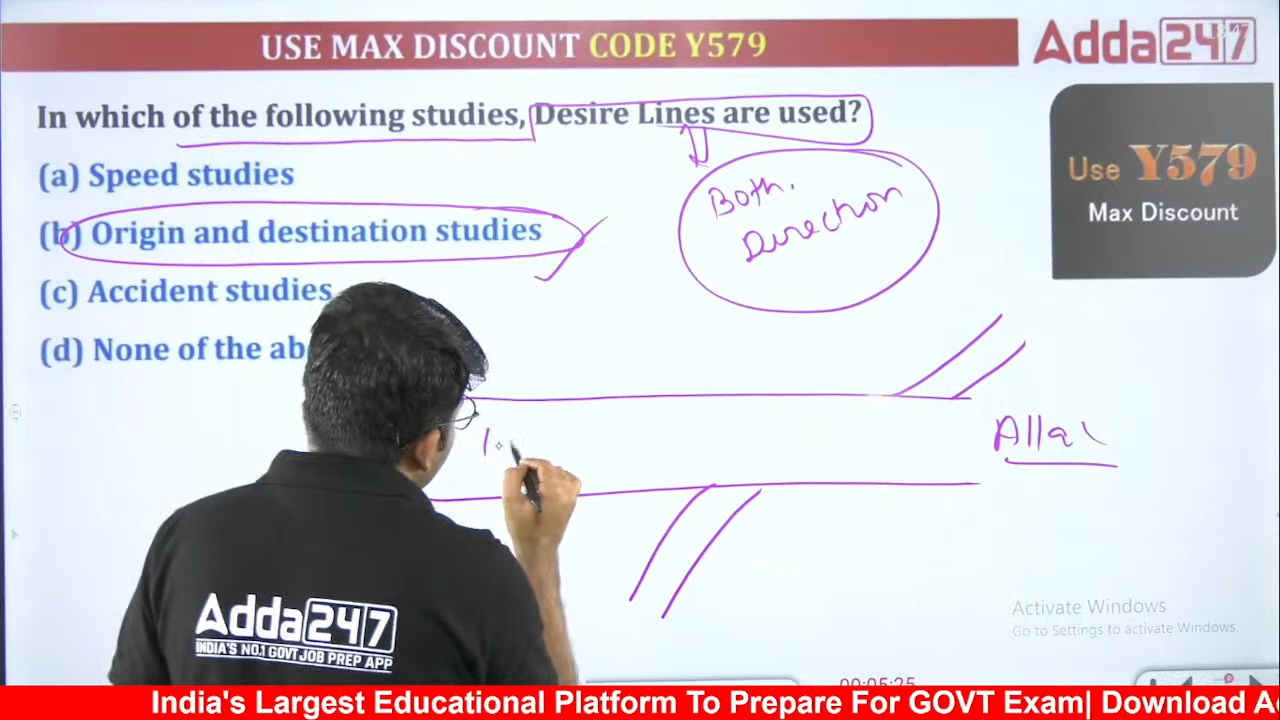 USE MAX DISCOUNT CODE Y579
Adda247
In which of the following studies, Desire Lines are used?
(a) Speed studies
(b) Origin and destination studies
(c) Accident studies
(d) None of the ab
Both.
Direction
Use Y579
Max Discount
Alla
Adda247
INDIA'S NO.1 GOVT JOB PREP APP
Activate Windows
Go to Settings to activate Windows.
00:05:25
India's Largest Educational Platform To Prepare For GOVT Exam| Download A